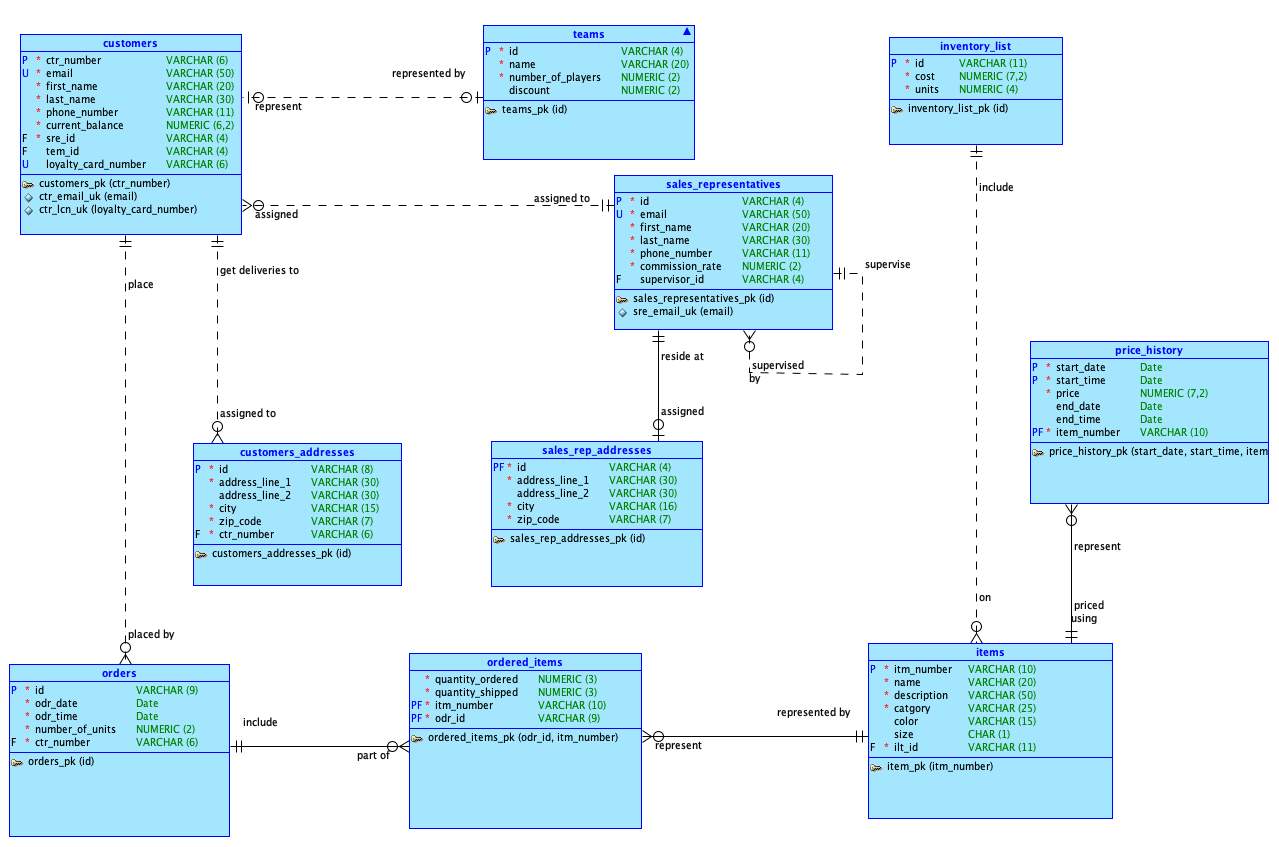 customers
P * ctr_number VARCHAR (6)
U * email VARCHAR (50)
* first_name VARCHAR (20)
* last_name VARCHAR (30)
* phone_number VARCHAR (11)
* current_balance NUMERIC (6,2)
F * sre_id VARCHAR (4)
F tem_id VARCHAR (4)
U loyalty_card_number VARCHAR (6)
customers_pk (ctr_number)
ctr_email_uk (email)
ctr_lcn_uk (loyalty_card_number)
represented by
represent
teams
P * id VARCHAR (4)
* name VARCHAR (20)
* number_of_players NUMERIC (2)
discount NUMERIC (2)
teams_pk (id)
inventory_list
P * id VARCHAR (11)
* cost NUMERIC (7,2)
* units NUMERIC (4)
inventory_list_pk (id)
assigned to
assigned
sales_representatives
P * id VARCHAR (4)
U * email VARCHAR (50)
* first_name VARCHAR (20)
* last_name VARCHAR (30)
* phone_number VARCHAR (11)
* commission_rate NUMERIC (2)
F supervisor_id VARCHAR (4)
sales_representatives_pk (id)
sre_email_uk (email)
supervise
supervised
by
include
place
get deliveries to
reside at
assigned to
assigned
price_history
P * start_date Date
P * start_time Date
* price NUMERIC (7,2)
end_date Date
end_time Date
PF * item_number VARCHAR (10)
price_history_pk (start_date, start_time, item
customers_addresses
P * id VARCHAR (8)
* address_line_1 VARCHAR (30)
address_line_2 VARCHAR (30)
* city VARCHAR (15)
* zip_code VARCHAR (7)
F * ctr_number VARCHAR (6)
customers_addresses_pk (id)
sales_rep_addresses
PF * id VARCHAR (4)
* address_line_1 VARCHAR (30)
address_line_2 VARCHAR (30)
* city VARCHAR (16)
* zip_code VARCHAR (7)
sales_rep_addresses_pk (id)
represent
on
priced
using
placed by
orders
P * id VARCHAR (9)
* odr_date Date
* odr_time Date
* number_of_units NUMERIC (2)
F * ctr_number VARCHAR (6)
orders_pk (id)
include
part of
ordered_items
* quantity_ordered NUMERIC (3)
* quantity_shipped NUMERIC (3)
PF * itm_number VARCHAR (10)
PF * odr_id VARCHAR (9)
ordered_items_pk (odr_id, itm_number)
represented by
represent
items
P * itm_number VARCHAR (10)
* name VARCHAR (20)
* description VARCHAR (50)
* catgory VARCHAR (25)
color VARCHAR (15)
size CHAR (1)
F * ilt_id VARCHAR (11)
item_pk (itm_number)